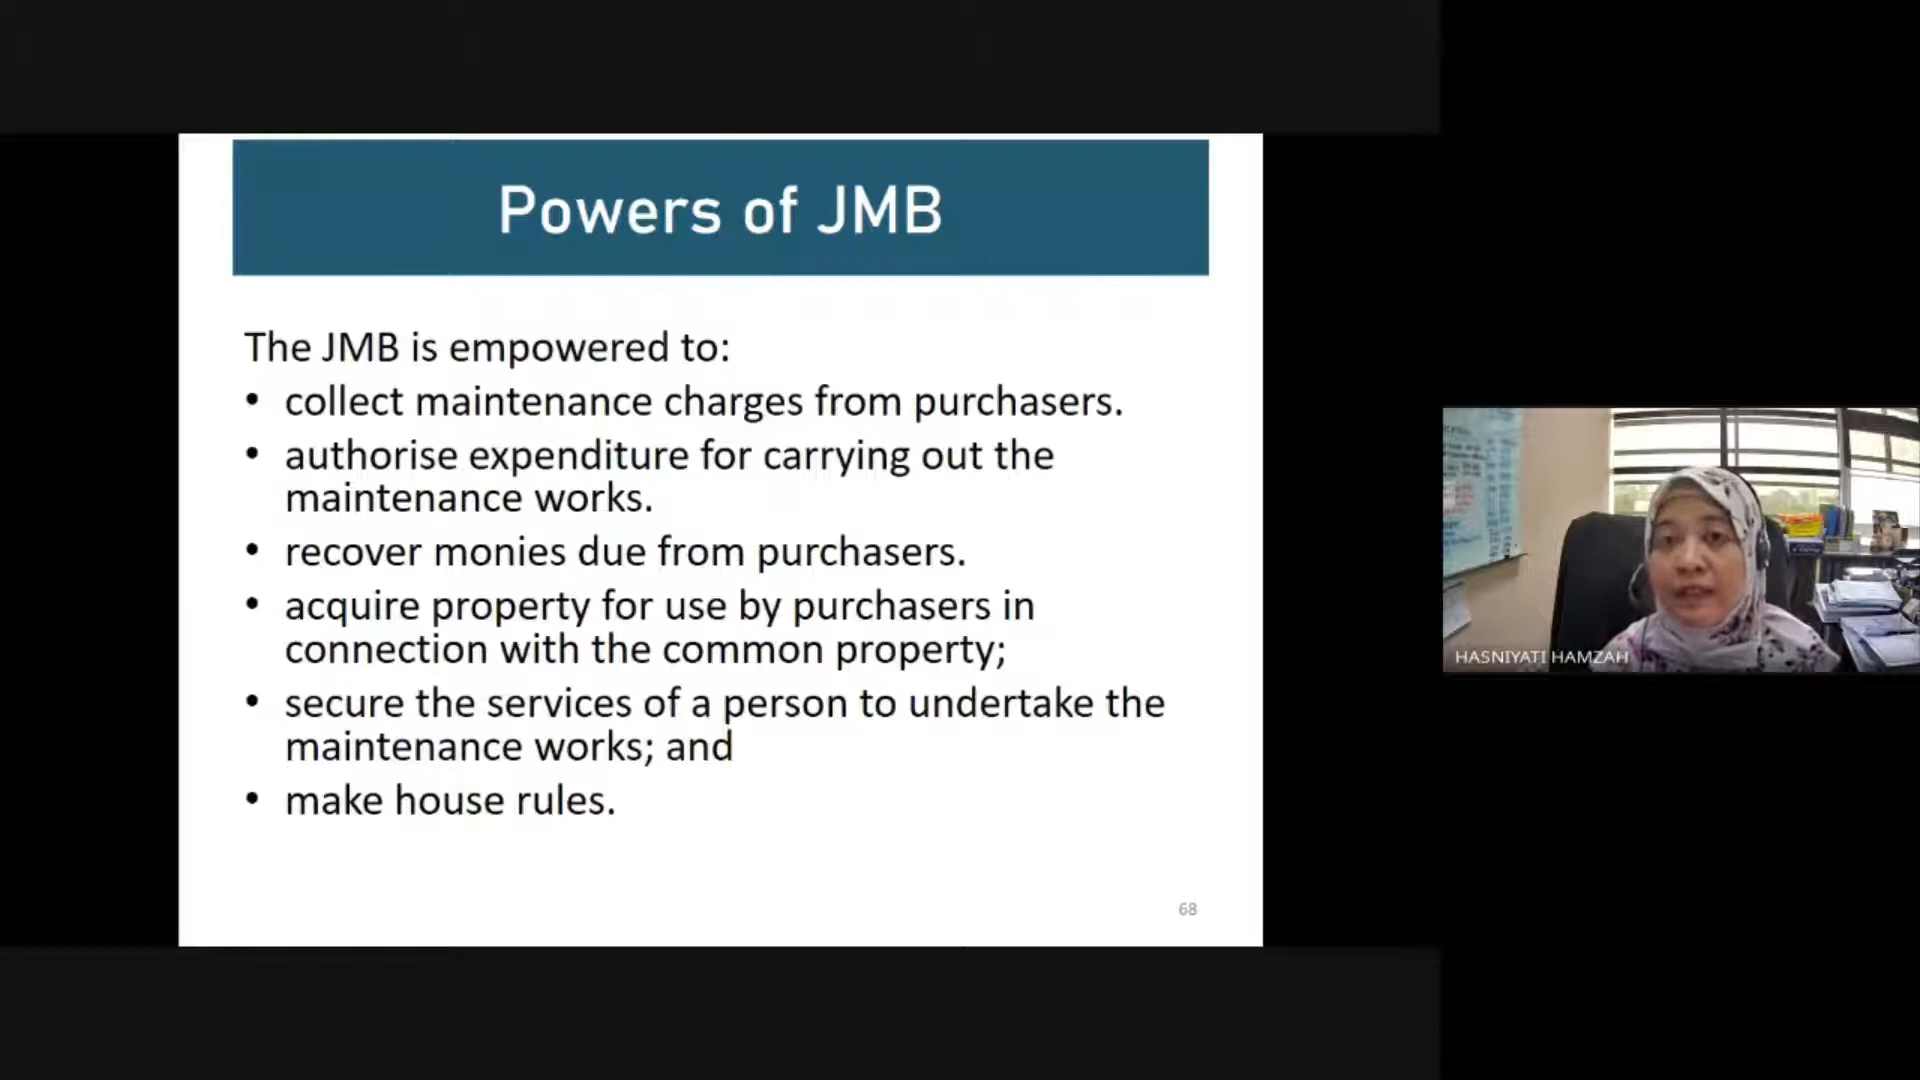 Powers of JMB
The JMB is empowered to:
• collect maintenance charges from purchasers.
• authorise expenditure for carrying out the
maintenance works.
• recover monies due from purchasers.
• acquire property for use by purchasers in
connection with the common property;
• secure the services of a person to undertake the
maintenance works; and
• make house rules.
68
HASNIYATI HAMZAH